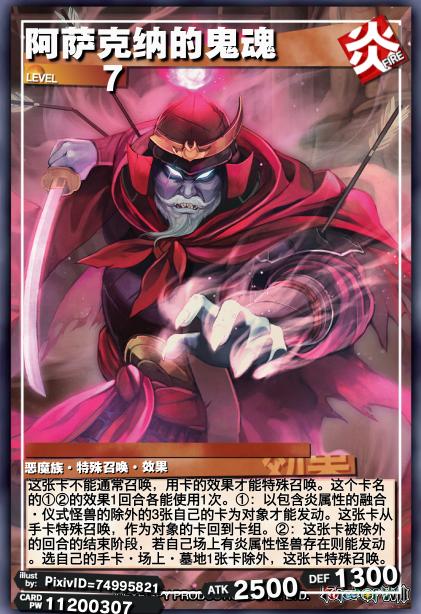 阿萨克纳的鬼魂
炎
FIRE
LEVEL
7
恶魔族·特殊召唤·效果
这张卡不能通常召唤，用卡的效果才能特殊召唤。这个卡名
的①②的效果1回合各能使用1次。①：以包含炎属性的融合
·仪式怪兽的除外的3张自己的卡为对象才能发动。这张卡从
手卡特殊召唤，作为对象的卡回到卡组。②：这张卡被除外
的回合的结束阶段，若自己场上有炎属性怪兽存在则能发动
。选自己的手卡·场上·墓地1张除外，这张卡特殊召唤。
illust by: PixivID=74995821
ATK 2500 DEF 1300
CARD PW 11200307